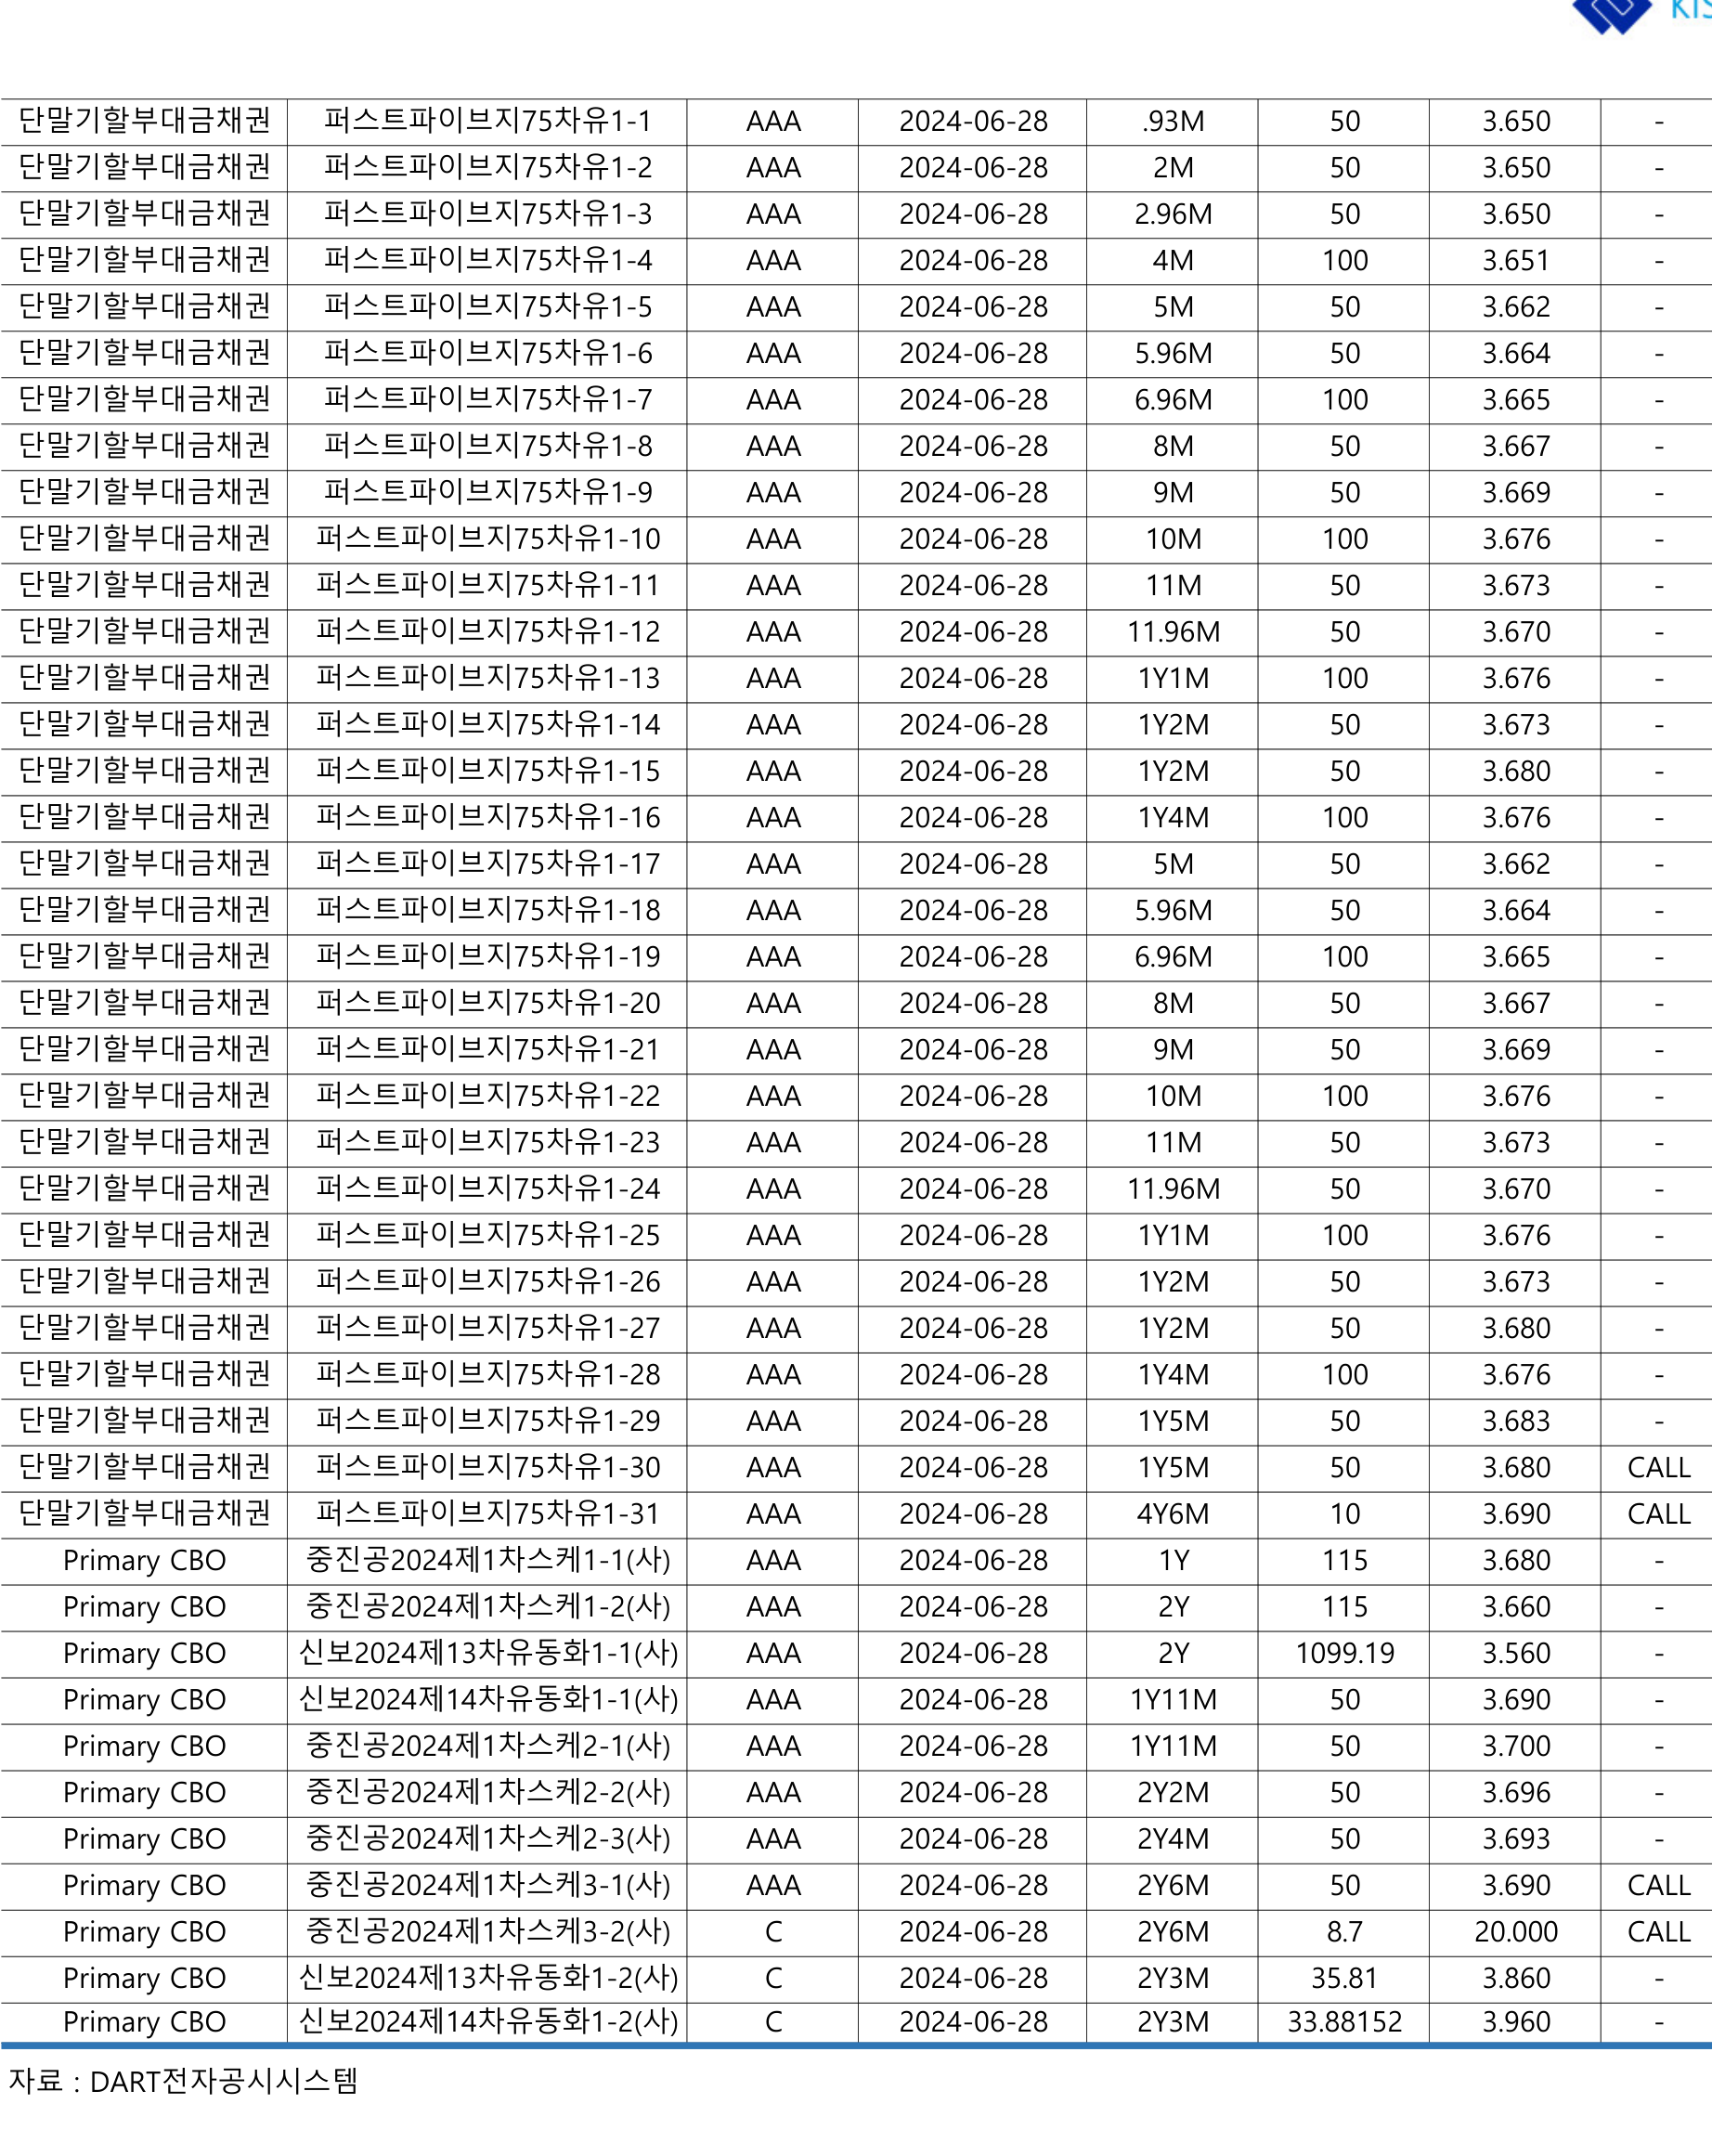 KIS
단말기할부대금채권 퍼스트파이브지75차유1-1 AAA 2024-06-28 .93M 50 3.650 -
단말기할부대금채권 퍼스트파이브지75차유1-2 AAA 2024-06-28 2M 50 3.650 -
단말기할부대금채권 퍼스트파이브지75차유1-3 AAA 2024-06-28 2.96M 50 3.650 -
단말기할부대금채권 퍼스트파이브지75차유1-4 AAA 2024-06-28 4M 100 3.651 -
단말기할부대금채권 퍼스트파이브지75차유1-5 AAA 2024-06-28 5M 50 3.662 -
단말기할부대금채권 퍼스트파이브지75차유1-6 AAA 2024-06-28 5.96M 50 3.664 -
단말기할부대금채권 퍼스트파이브지75차유1-7 AAA 2024-06-28 6.96M 100 3.665 -
단말기할부대금채권 퍼스트파이브지75차유1-8 AAA 2024-06-28 8M 50 3.667 -
단말기할부대금채권 퍼스트파이브지75차유1-9 AAA 2024-06-28 9M 50 3.669 -
단말기할부대금채권 퍼스트파이브지75차유1-10 AAA 2024-06-28 10M 100 3.676 -
단말기할부대금채권 퍼스트파이브지75차유1-11 AAA 2024-06-28 11M 50 3.673 -
단말기할부대금채권 퍼스트파이브지75차유1-12 AAA 2024-06-28 11.96M 50 3.670 -
단말기할부대금채권 퍼스트파이브지75차유1-13 AAA 2024-06-28 1Y1M 100 3.676 -
단말기할부대금채권 퍼스트파이브지75차유1-14 AAA 2024-06-28 1Y2M 50 3.673 -
단말기할부대금채권 퍼스트파이브지75차유1-15 AAA 2024-06-28 1Y2M 50 3.680 -
단말기할부대금채권 퍼스트파이브지75차유1-16 AAA 2024-06-28 1Y4M 100 3.676 -
단말기할부대금채권 퍼스트파이브지75차유1-17 AAA 2024-06-28 5M 50 3.662 -
단말기할부대금채권 퍼스트파이브지75차유1-18 AAA 2024-06-28 5.96M 50 3.664 -
단말기할부대금채권 퍼스트파이브지75차유1-19 AAA 2024-06-28 6.96M 100 3.665 -
단말기할부대금채권 퍼스트파이브지75차유1-20 AAA 2024-06-28 8M 50 3.667 -
단말기할부대금채권 퍼스트파이브지75차유1-21 AAA 2024-06-28 9M 50 3.669 -
단말기할부대금채권 퍼스트파이브지75차유1-22 AAA 2024-06-28 10M 100 3.676 -
단말기할부대금채권 퍼스트파이브지75차유1-23 AAA 2024-06-28 11M 50 3.673 -
단말기할부대금채권 퍼스트파이브지75차유1-24 AAA 2024-06-28 11.96M 50 3.670 -
단말기할부대금채권 퍼스트파이브지75차유1-25 AAA 2024-06-28 1Y1M 100 3.676 -
단말기할부대금채권 퍼스트파이브지75차유1-26 AAA 2024-06-28 1Y2M 50 3.673 -
단말기할부대금채권 퍼스트파이브지75차유1-27 AAA 2024-06-28 1Y2M 50 3.680 -
단말기할부대금채권 퍼스트파이브지75차유1-28 AAA 2024-06-28 1Y4M 100 3.676 -
단말기할부대금채권 퍼스트파이브지75차유1-29 AAA 2024-06-28 1Y5M 50 3.683 -
단말기할부대금채권 퍼스트파이브지75차유1-30 AAA 2024-06-28 1Y5M 50 3.680 CALL
단말기할부대금채권 퍼스트파이브지75차유1-31 AAA 2024-06-28 4Y6M 10 3.690 CALL
Primary CBO 중진공2024제1차스케1-1(사) AAA 2024-06-28 1Y 115 3.680 -
Primary CBO 중진공2024제1차스케1-2(사) AAA 2024-06-28 2Y 115 3.660 -
Primary CBO 신보2024제13차유동화1-1(사) AAA 2024-06-28 2Y 1099.19 3.560 -
Primary CBO 신보2024제14차유동화1-1(사) AAA 2024-06-28 1Y11M 50 3.690 -
Primary CBO 중진공2024제1차스케2-1(사) AAA 2024-06-28 1Y11M 50 3.700 -
Primary CBO 중진공2024제1차스케2-2(사) AAA 2024-06-28 2Y2M 50 3.696 -
Primary CBO 중진공2024제1차스케2-3(사) AAA 2024-06-28 2Y4M 50 3.693 -
Primary CBO 중진공2024제1차스케3-1(사) AAA 2024-06-28 2Y6M 50 3.690 CALL
Primary CBO 중진공2024제1차스케3-2(사) C 2024-06-28 2Y6M 8.7 20.000 CALL
Primary CBO 신보2024제13차유동화1-2(사) C 2024-06-28 2Y3M 35.81 3.860 -
Primary CBO 신보2024제14차유동화1-2(사) C 2024-06-28 2Y3M 33.88152 3.960 -
자료 : DART전자공시시스템